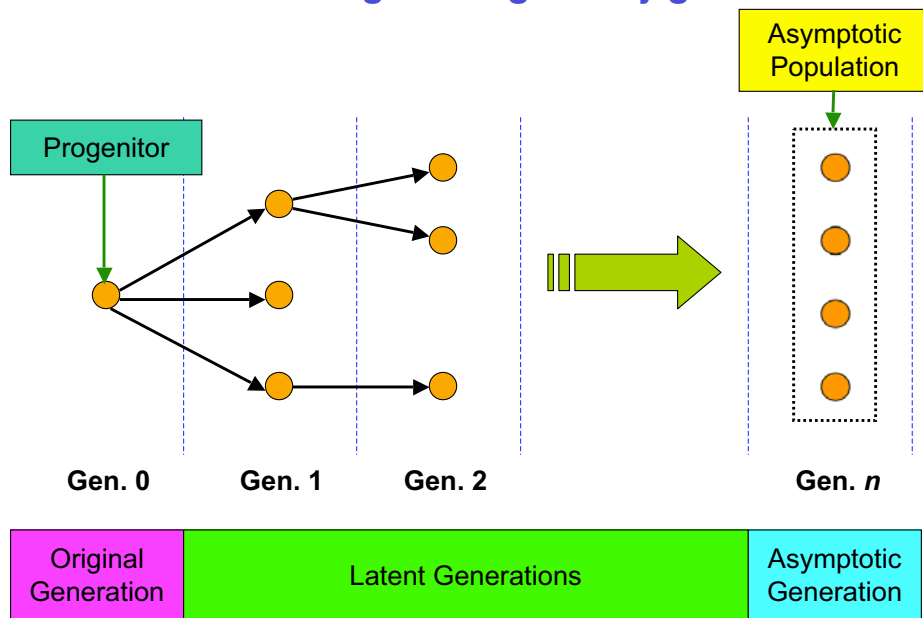 Asymptotic
Population
Progenitor
Gen. 0
Gen. 1
Gen. 2
Gen. n
Original
Generation
Latent Generations
Asymptotic
Generation